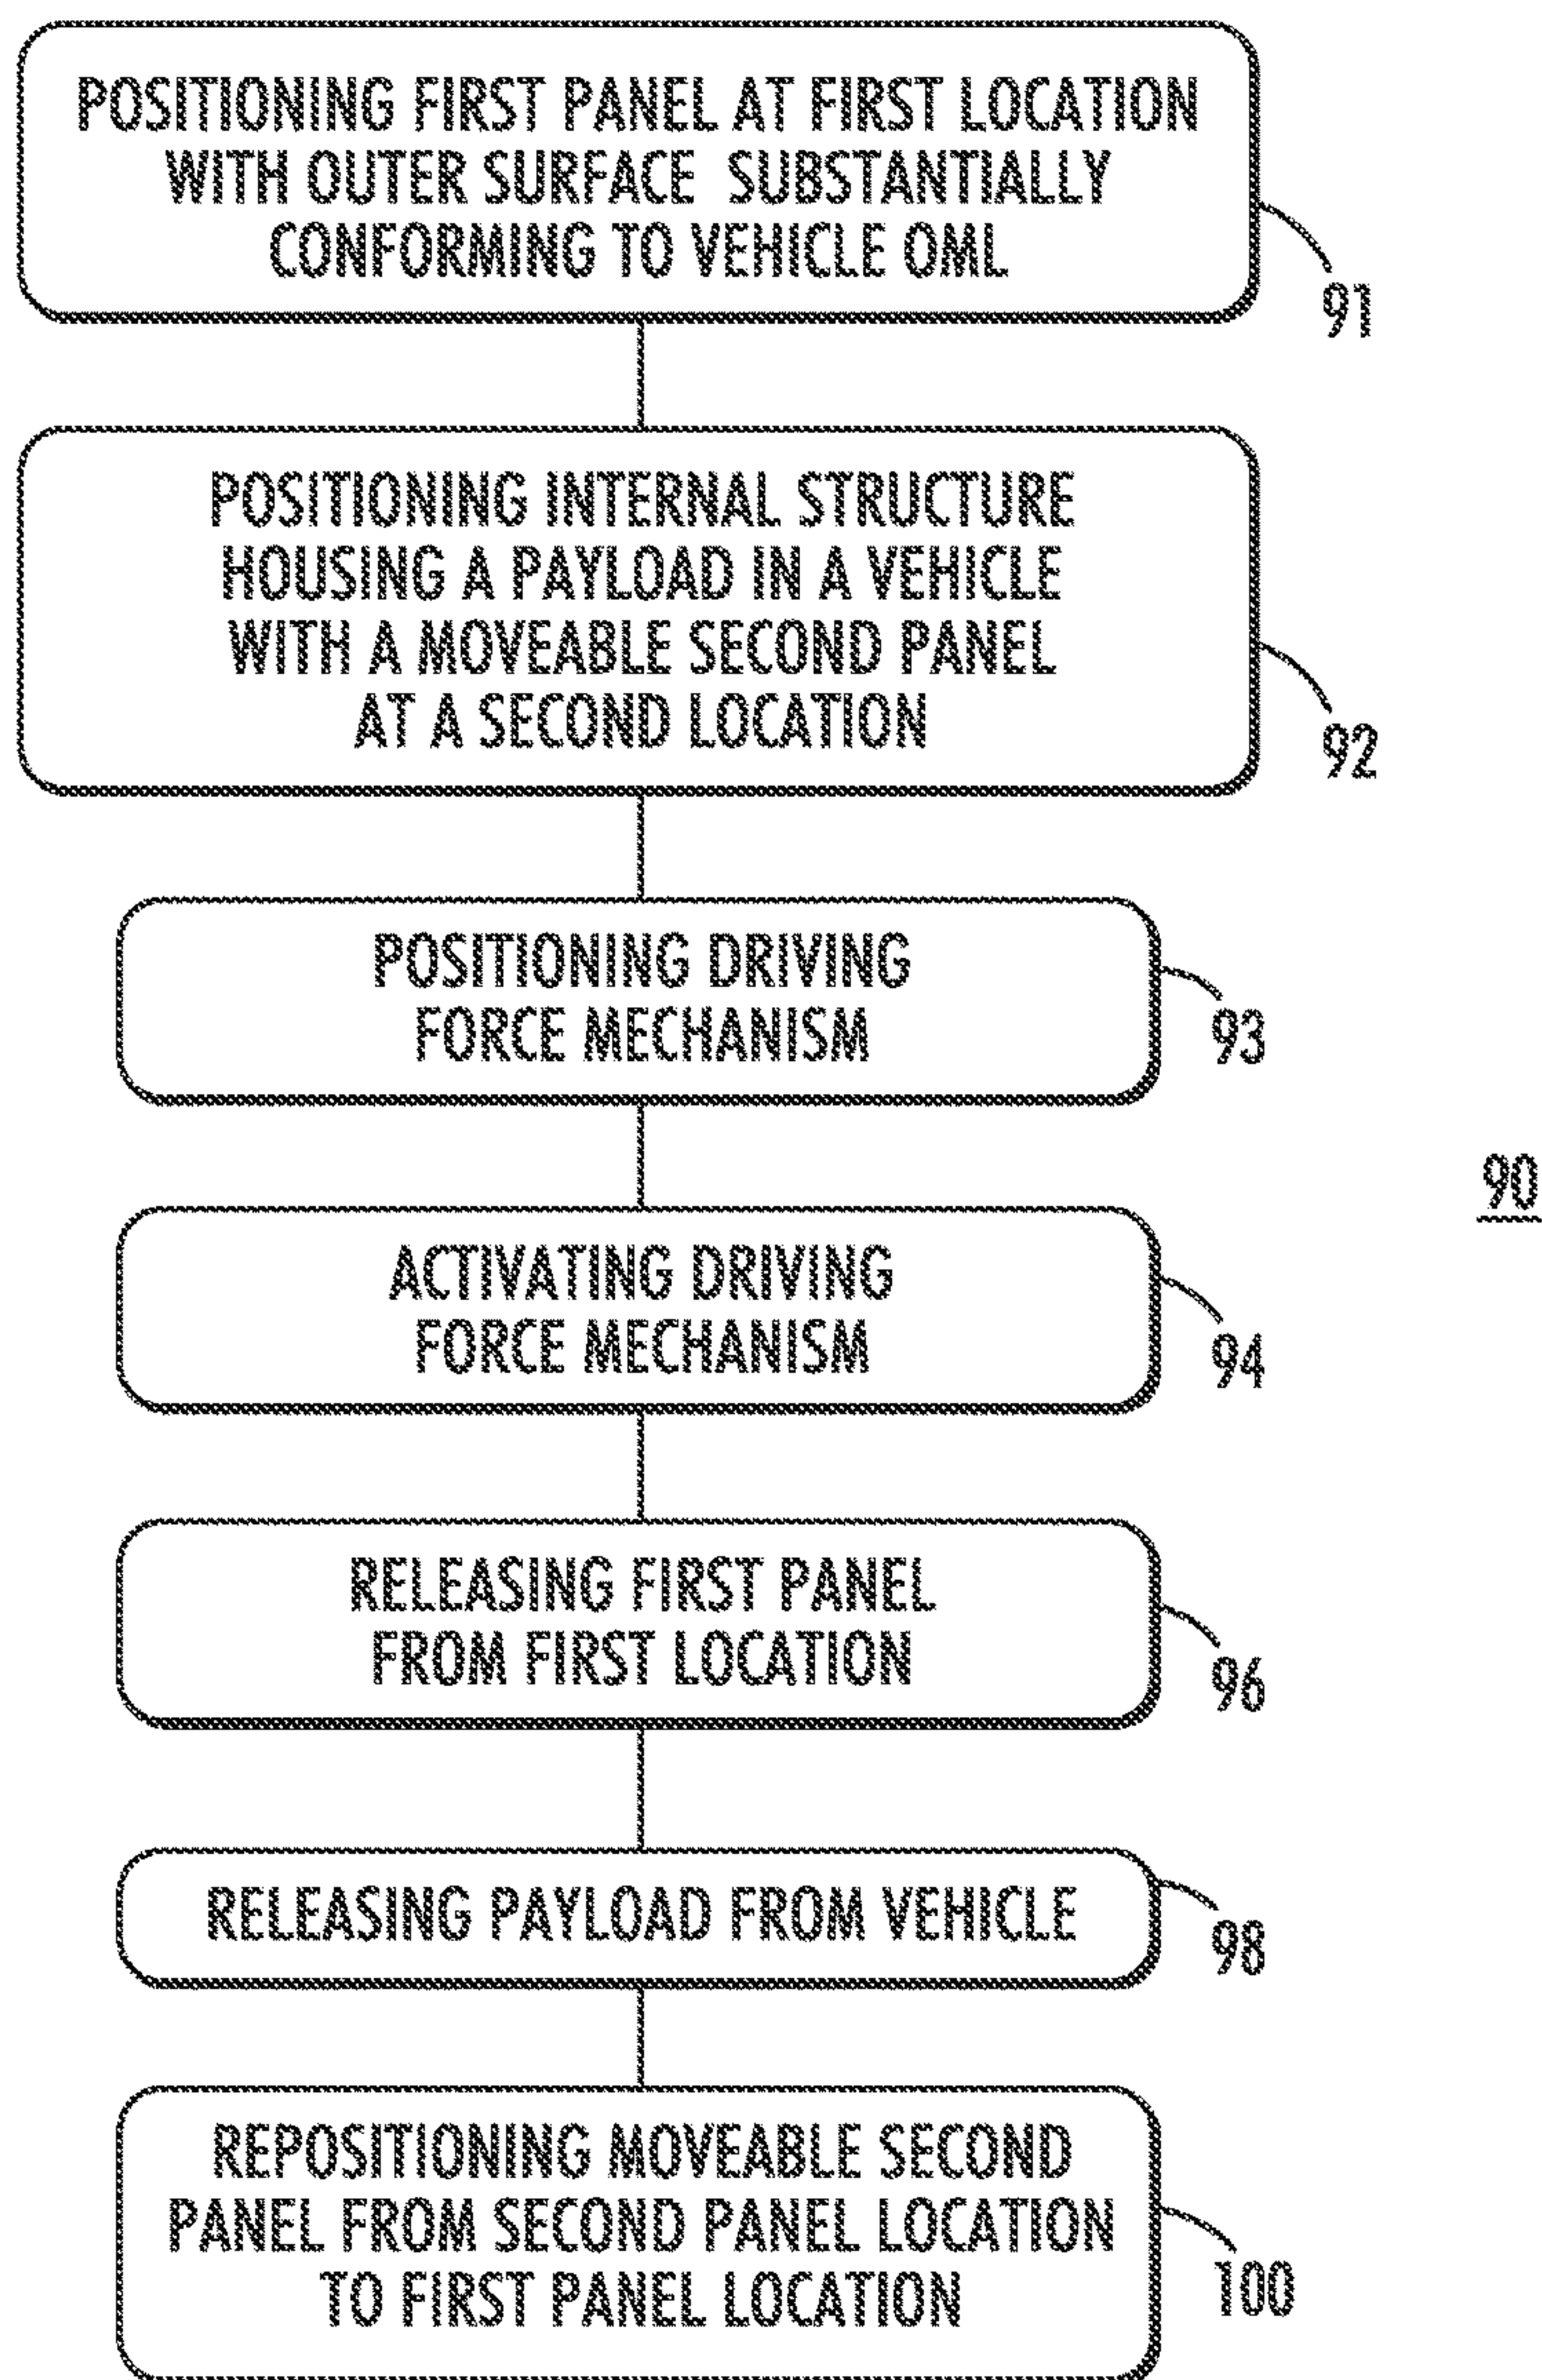 POSITIONING FIRST PANEL AT FIRST LOCATION
WITH OUTER SURFACE SUBSTANTIALLY
CONFORMING TO VEHICLE OML
91
POSITIONING INTERNAL STRUCTURE
HOUSING A PAYLOAD IN A VEHICLE
WITH A MOVEABLE SECOND PANEL
AT A SECOND LOCATION
92
POSITIONING DRIVING
FORCE MECHANISM
93
90
ACTIVATING DRIVING
FORCE MECHANISM
94
RELEASING FIRST PANEL
FROM FIRST LOCATION
96
RELEASING PAYLOAD FROM VEHICLE
98
REPOSITIONING MOVEABLE SECOND
PANEL FROM SECOND PANEL LOCATION
TO FIRST PANEL LOCATION
100